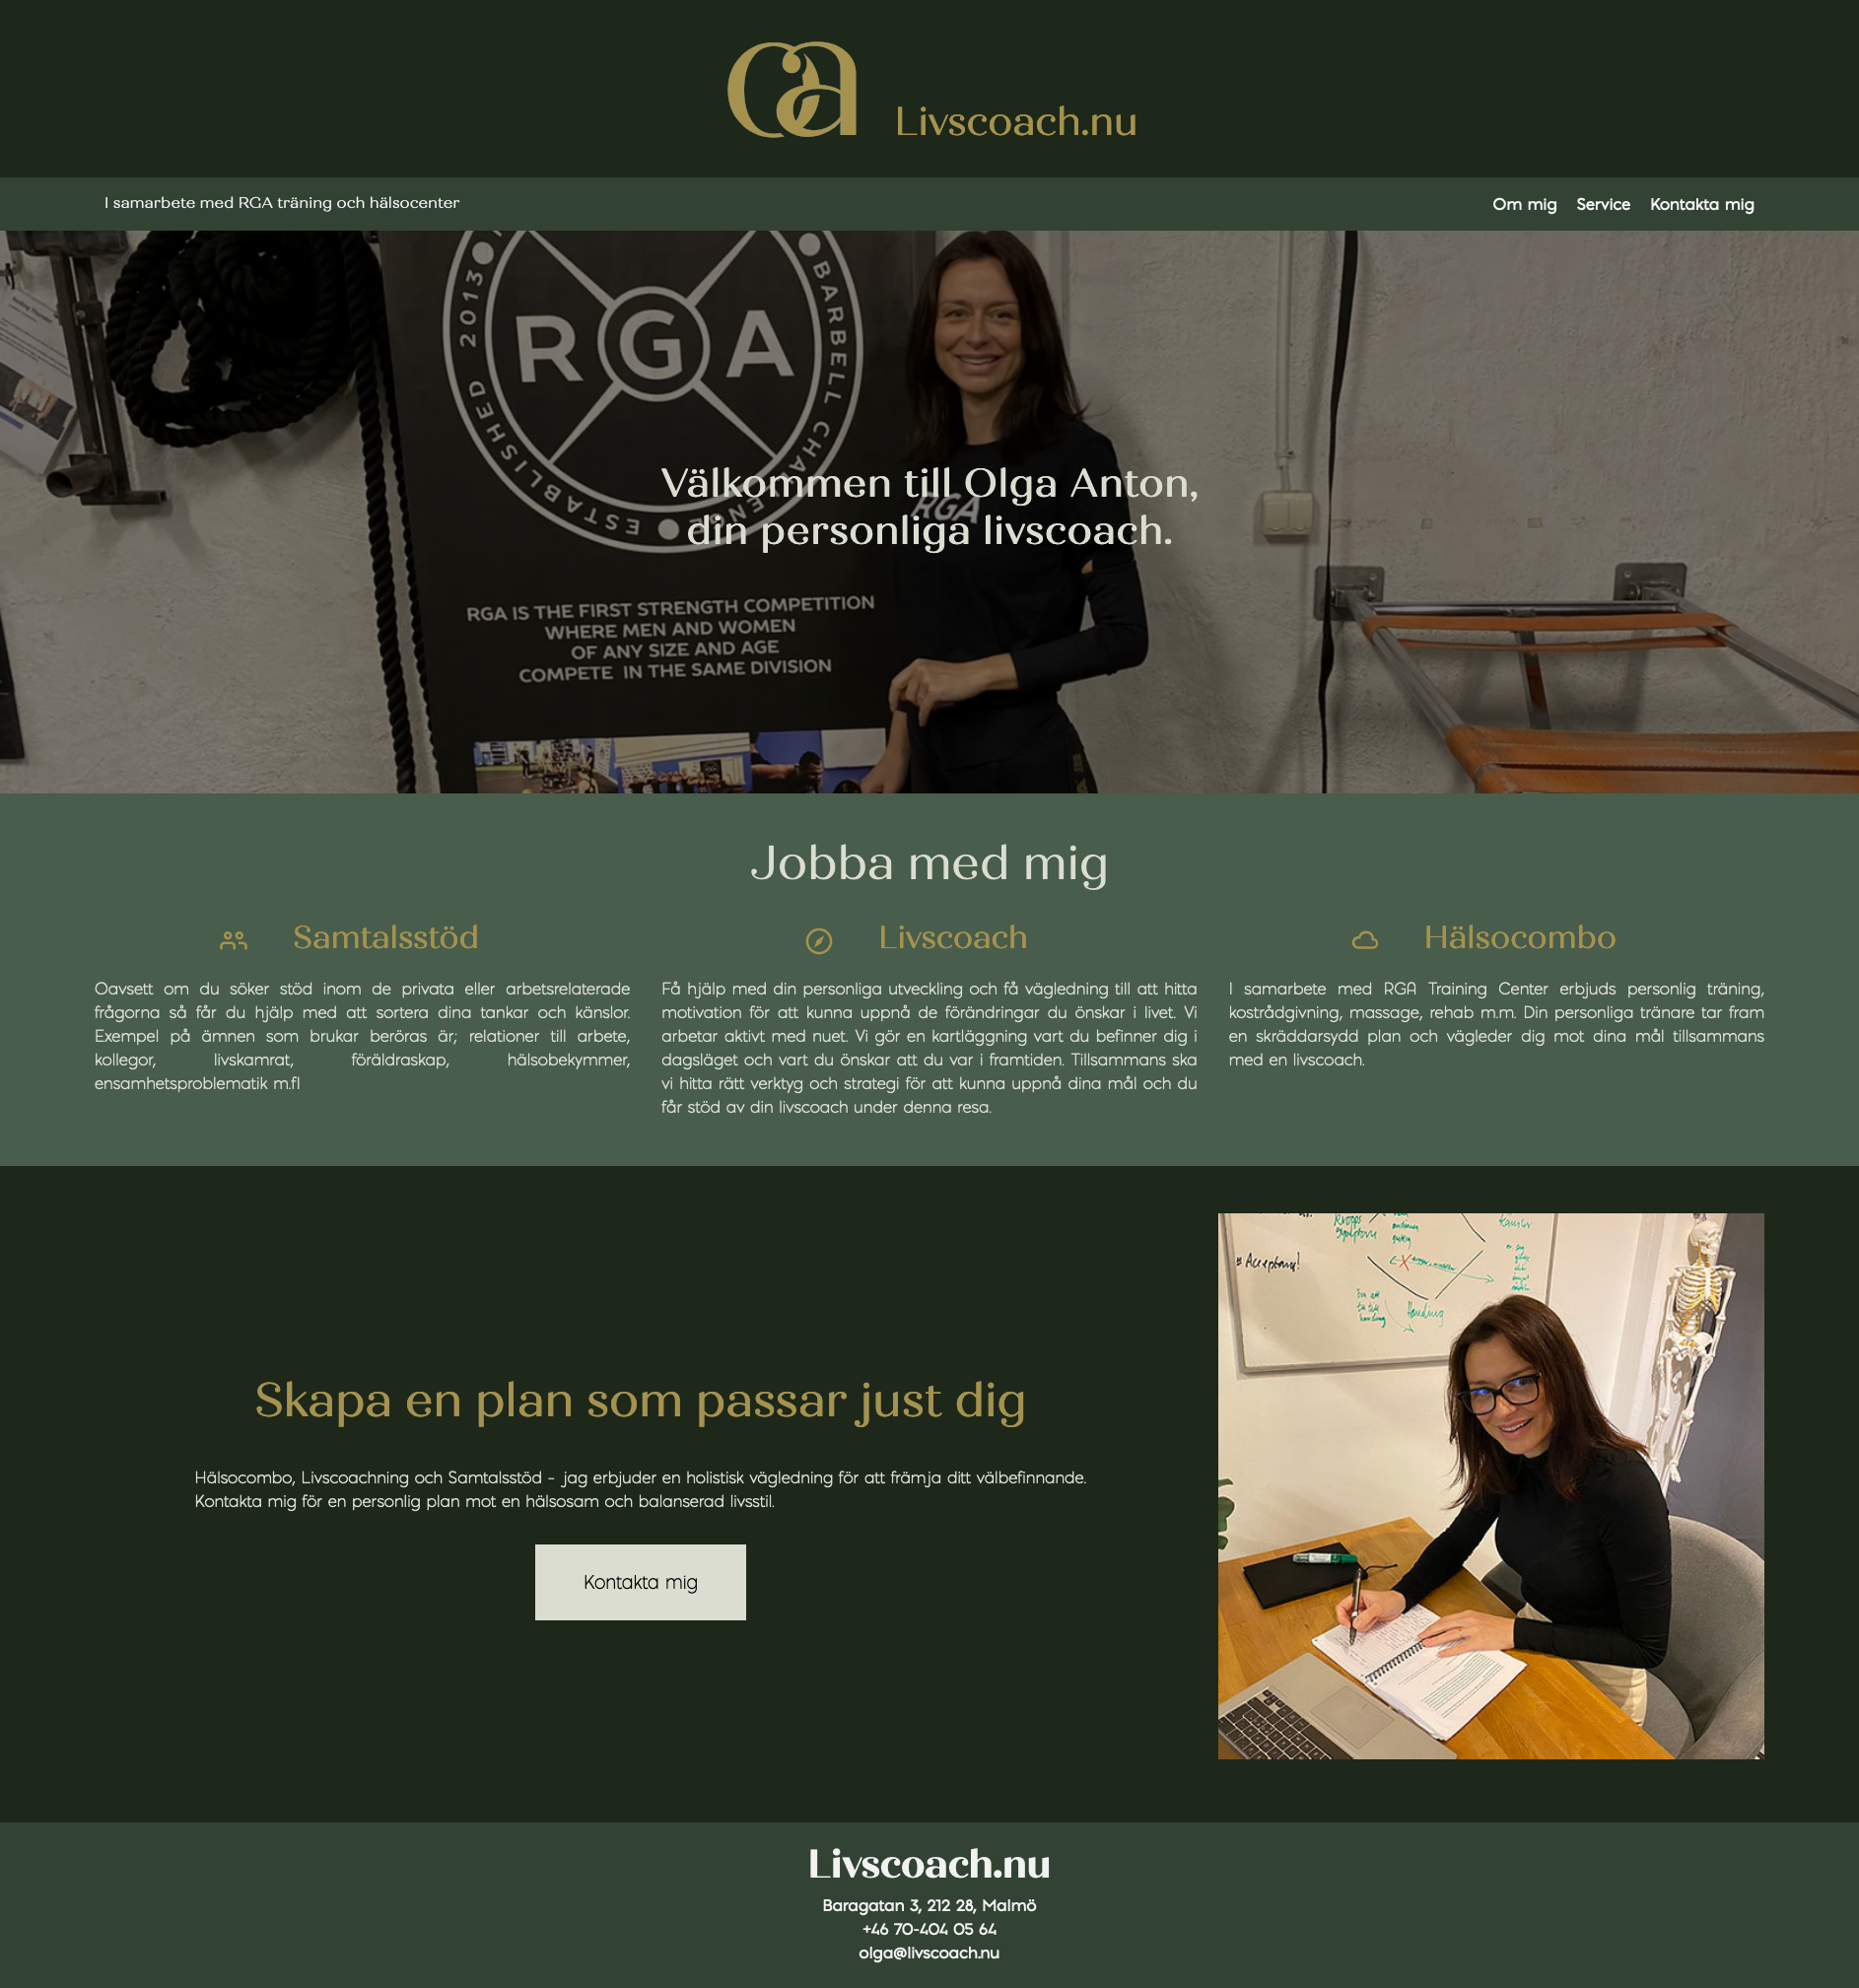 Livscoach.nu
I samarbete med RGA träning och hälsocenter
Om mig Service Kontakta mig
ESTABLISHED 2013
BARBELL CHALLENGE
RGA
RGA
Välkommen till Olga Anton,
din personliga livscoach.
RGA IS THE FIRST STRENGTH COMPETITION
WHERE MEN AND WOMEN
OF ANY SIZE AND AGE
COMPETE IN THE SAME DIVISION
Jobba med mig
Samtalsstöd
Oavsett om du söker stöd inom de privata eller arbetsrelaterade
frågorna så får du hjälp med att sortera dina tankar och känslor.
Exempel på ämnen som brukar beröras är; relationer till arbete,
kollegor, livskamrat, föräldraskap, hälsobekymmer,
ensamhetsproblematik m.fl
Livscoach
Få hjälp med din personliga utveckling och få vägledning till att hitta
motivation för att kunna uppnå de förändringar du önskar i livet. Vi
arbetar aktivt med nuet. Vi gör en kartläggning vart du befinner dig i
dagsläget och vart du önskar att du var i framtiden. Tillsammans ska
vi hitta rätt verktyg och strategi för att kunna uppnå dina mål och du
får stöd av din livscoach under denna resa.
Hälsocombo
I samarbete med RGA Training Center erbjuds personlig träning,
kostrådgivning, massage, rehab m.m. Din personliga tränare tar fram
en skräddarsydd plan och vägleder dig mot dina mål tillsammans
med en livscoach.
Skapa en plan som passar just dig
Hälsocombo, Livscoachning och Samtalsstöd - jag erbjuder en holistisk vägledning för att främja ditt välbefinnande.
Kontakta mig för en personlig plan mot en hälsosam och balanserad livsstil.
Kontakta mig
Acceptans!
Handling
Livscoach.nu
Baragatan 3, 212 28, Malmö
+46 70-404 05 64
olga@livscoach.nu